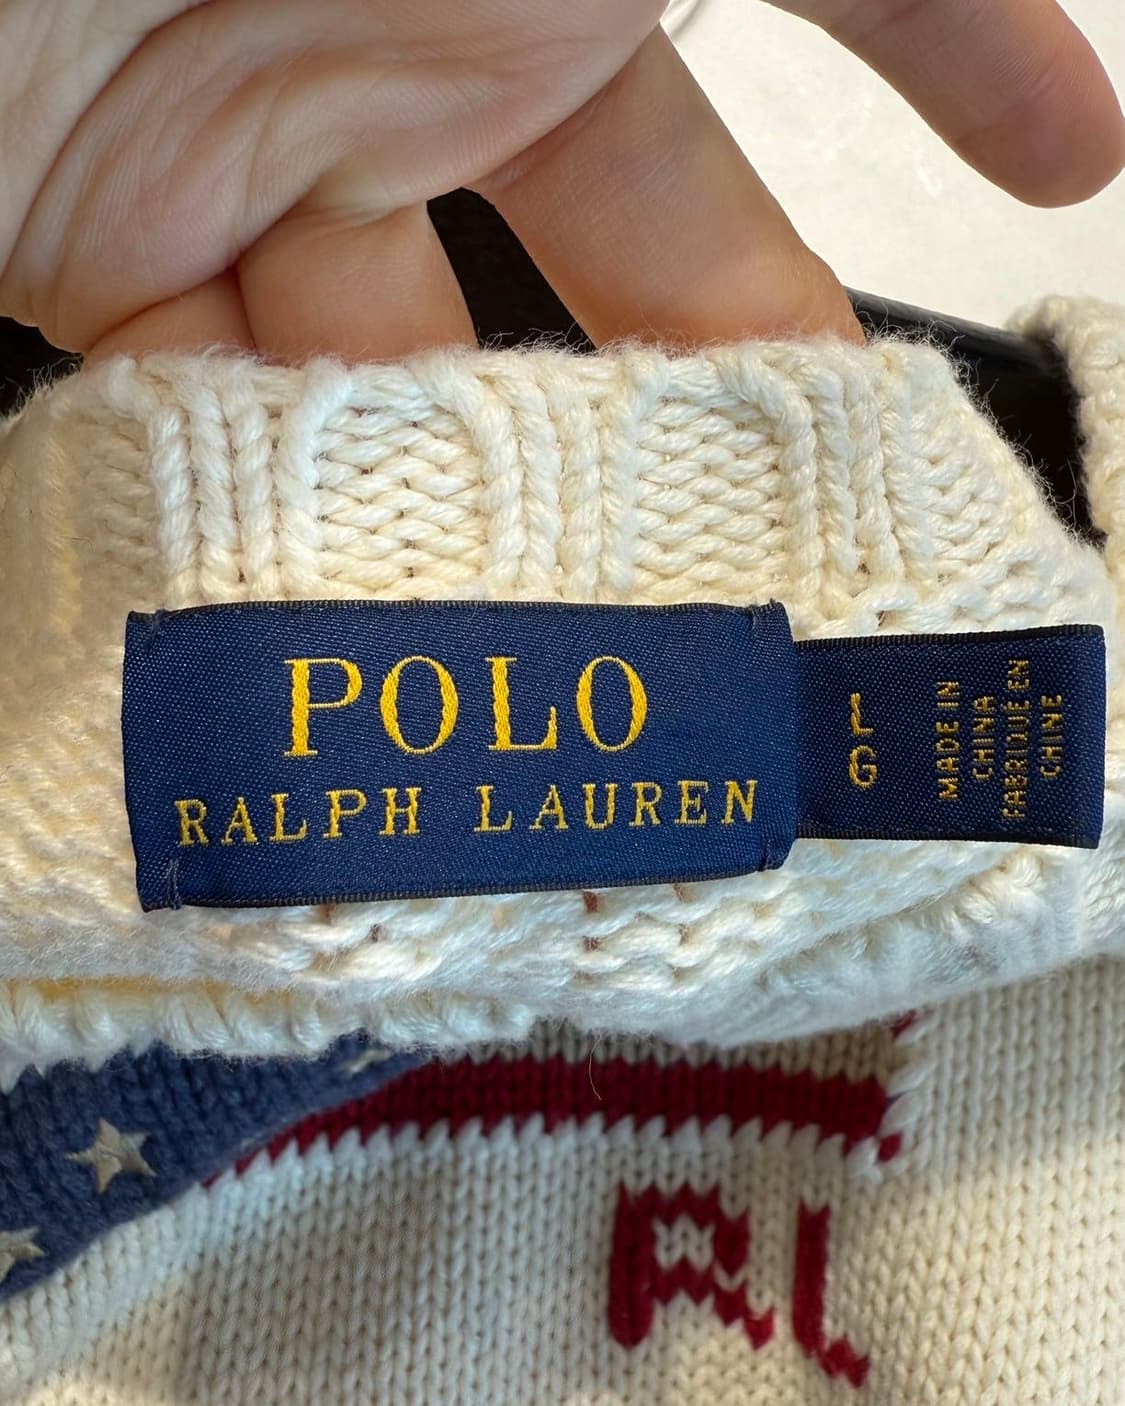 POLO
RALPH LAUREN
L
G
MADE IN
CHINA
FABRIQUÉ EN
CHINE
RL